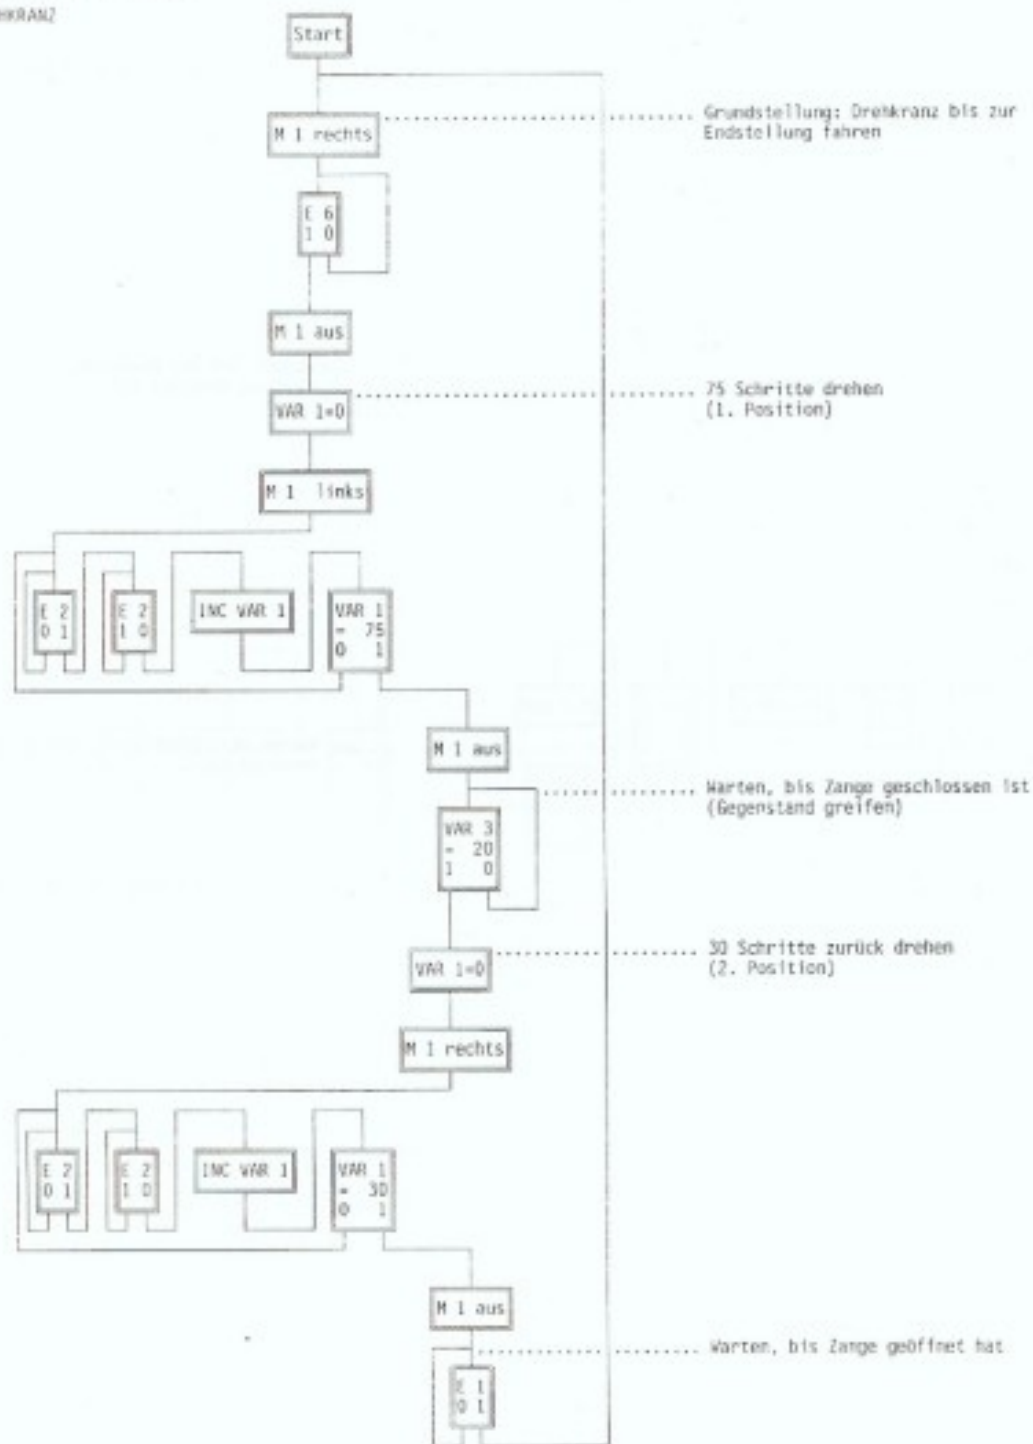 HKRANZ
Start
M 1 rechts
Grundstellung: Drehkranz bis zur
Endstellung fahren
E 6
1 0
M 1 aus
VAR 1=0
75 Schritte drehen
(1. Position)
M 1 links
E 2
0 1
E 2
1 0
INC VAR 1
VAR 1
= 75
0 1
M 1 aus
Warten, bis Zange geschlossen ist
(Gegenstand greifen)
VAR 3
= 20
1 0
VAR 1=0
30 Schritte zurück drehen
(2. Position)
M 1 rechts
E 2
0 1
E 2
1 0
INC VAR 1
VAR 1
= 30
0 1
M 1 aus
Warten, bis Zange geöffnet hat
E 1
0 1